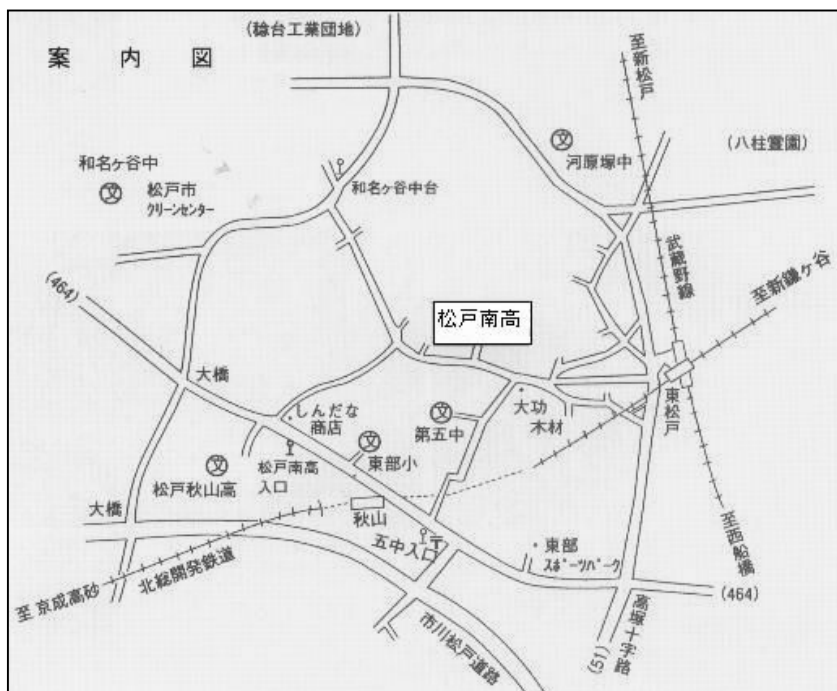 (稔台工業団地)
案内図
至新松戸
河原塚中
(八柱霊園)
和名ヶ谷中
松戸市
クリーンセンター
和名ヶ谷中台
武蔵野線
至新鎌ヶ谷
(464)
松戸南高
大橋
しんだな
商店
第五中
大功
木材
東松戸
松戸南高
入口
東部小
松戸秋山高
大橋
秋山
五中入口
〒
東部
スポーツパーク
至西船橋
北総開発鉄道
至京成高砂
(464)
市川松戸道路
(51)
高塚十字路
文
文
文
文
文